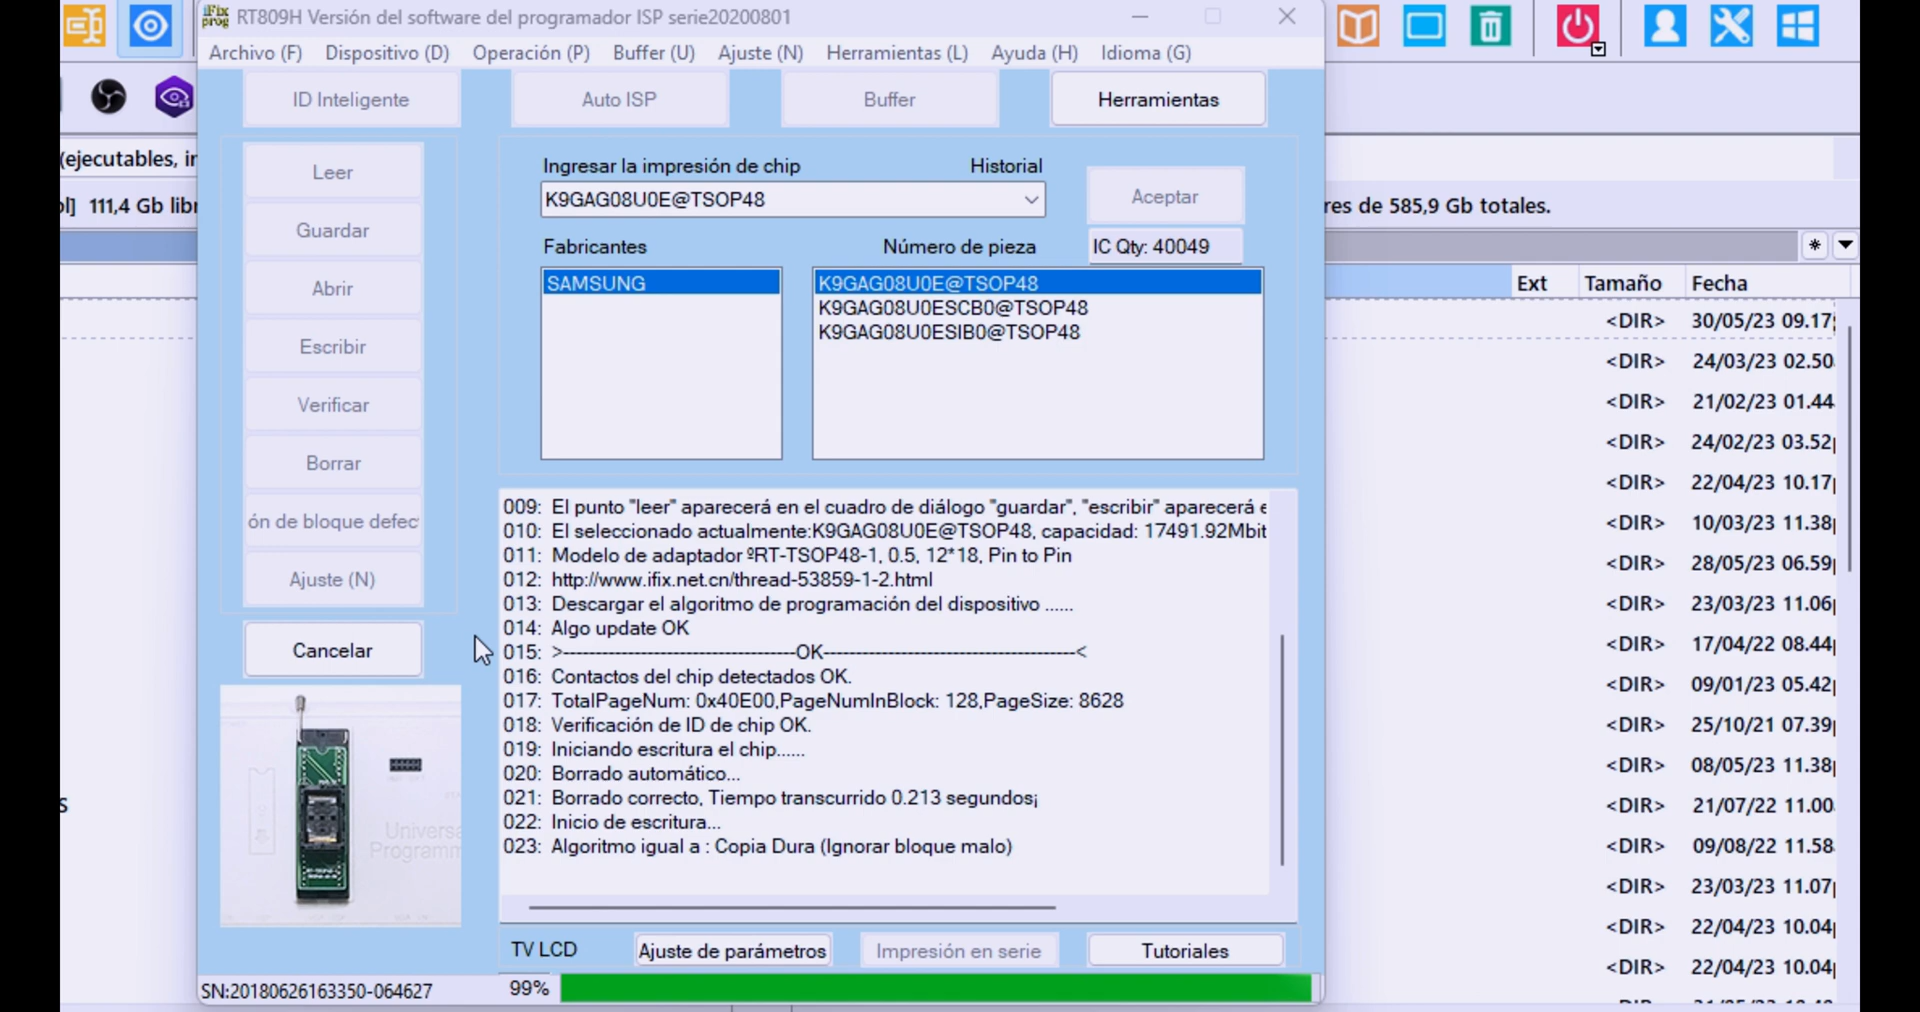 iFix prog RT809H Versión del software del programador ISP serie20200801
Archivo (F) Dispositivo (D) Operación (P) Buffer (U) Ajuste (N) Herramientas (L) Ayuda (H) Idioma (G)
ID Inteligente Auto ISP Buffer Herramientas
(ejecutables, ir
Leer
Guardar
Abrir
Escribir
Verificar
Borrar
ón de bloque defec
Ajuste (N)
Cancelar
ol] 111,4 Gb libr
res de 585,9 Gb totales.
Ingresar la impresión de chip Historial
K9GAG08U0E@TSOP48
Aceptar
Fabricantes Número de pieza IC Qty: 40049
SAMSUNG
K9GAG08U0E@TSOP48
K9GAG08U0ESCB0@TSOP48
K9GAG08U0ESIB0@TSOP48
009: El punto "leer" aparecerá en el cuadro de diálogo "guardar", "escribir" aparecerá e
010: El seleccionado actualmente:K9GAG08U0E@TSOP48, capacidad: 17491.92Mbit
011: Modelo de adaptador ºRT-TSOP48-1, 0.5, 12*18, Pin to Pin
012: http://www.ifix.net.cn/thread-53859-1-2.html
013: Descargar el algoritmo de programación del dispositivo ......
014: Algo update OK
015: >------------------------------------OK---------------------------------------<
016: Contactos del chip detectados OK.
017: TotalPageNum: 0x40E00,PageNumInBlock: 128,PageSize: 8628
018: Verificación de ID de chip OK.
019: Iniciando escritura el chip......
020: Borrado automático...
021: Borrado correcto, Tiempo transcurrido 0.213 segundos¡
022: Inicio de escritura...
023: Algoritmo igual a : Copia Dura (Ignorar bloque malo)
Universa
Programm
TV LCD Ajuste de parámetros Impresión en serie Tutoriales
SN:20180626163350-064627 99%
s
*
Ext Tamaño Fecha
<DIR> 30/05/23 09.17
<DIR> 24/03/23 02.50
<DIR> 21/02/23 01.44
<DIR> 24/02/23 03.52
<DIR> 22/04/23 10.17
<DIR> 10/03/23 11.38
<DIR> 28/05/23 06.59
<DIR> 23/03/23 11.06
<DIR> 17/04/22 08.44
<DIR> 09/01/23 05.42
<DIR> 25/10/21 07.39
<DIR> 08/05/23 11.38
<DIR> 21/07/22 11.00
<DIR> 09/08/22 11.58
<DIR> 23/03/23 11.07
<DIR> 22/04/23 10.04
<DIR> 22/04/23 10.04